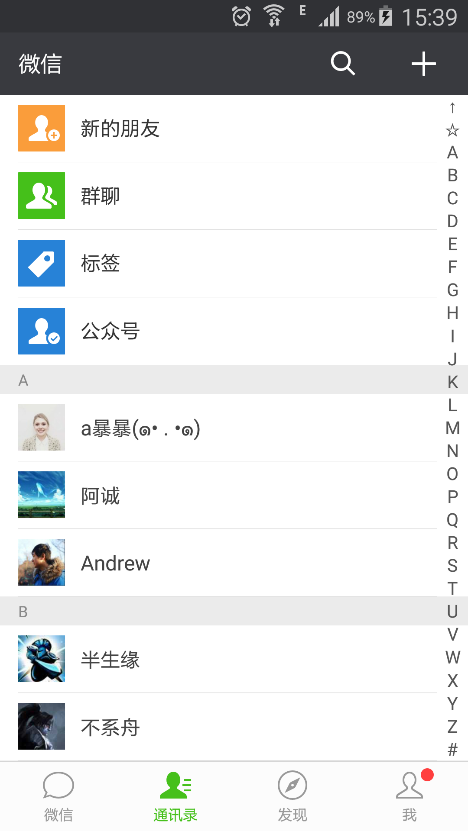 E 89% 15:39
微信
新的朋友
群聊
标签
公众号
A
a暴暴(๑• . •๑)
阿诚
Andrew
B
半生缘
不系舟
↑
☆
A
B
C
D
E
F
G
H
I
J
K
L
M
N
O
P
Q
R
S
T
U
V
W
X
Y
Z
#
微信
通讯录
发现
我